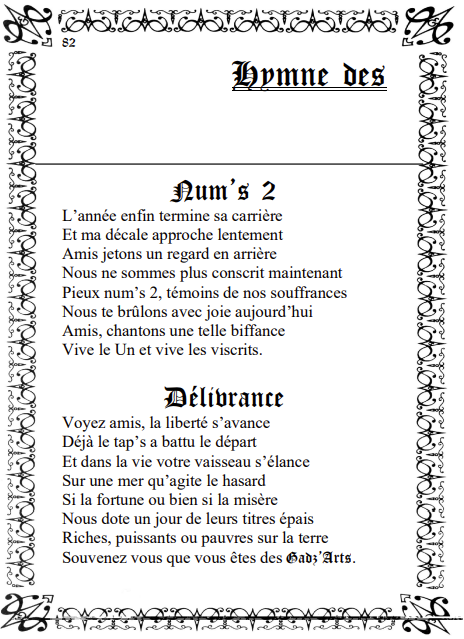 82
Hymne des
Num's 2
L'année enfin termine sa carrière
Et ma décale approche lentement
Amis jetons un regard en arrière
Nous ne sommes plus conscrit maintenant
Pieux num's 2, témoins de nos souffrances
Nous te brûlons avec joie aujourd'hui
Amis, chantons une telle biffance
Vive le Un et vive les viscrits.
Délivrance
Voyez amis, la liberté s'avance
Déjà le tap's a battu le départ
Et dans la vie votre vaisseau s'élance
Sur une mer qu'agite le hasard
Si la fortune ou bien si la misère
Nous dote un jour de leurs titres épais
Riches, puissants ou pauvres sur la terre
Souvenez vous que vous êtes des Gadz'Arts.